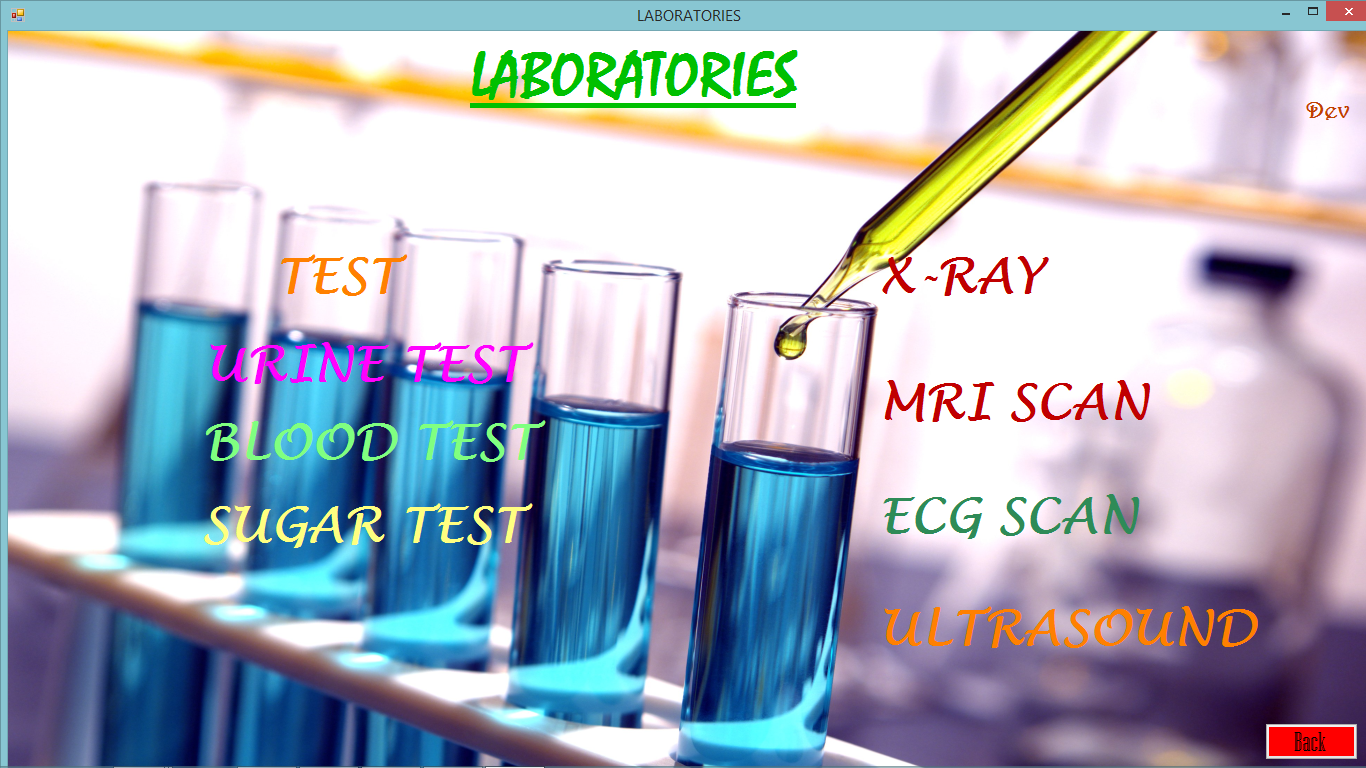 LABORATORIES
LABORATORIES
Dev
TEST
URINE TEST
BLOOD TEST
SUGAR TEST
X-RAY
MRI SCAN
ECG SCAN
ULTRASOUND
Back